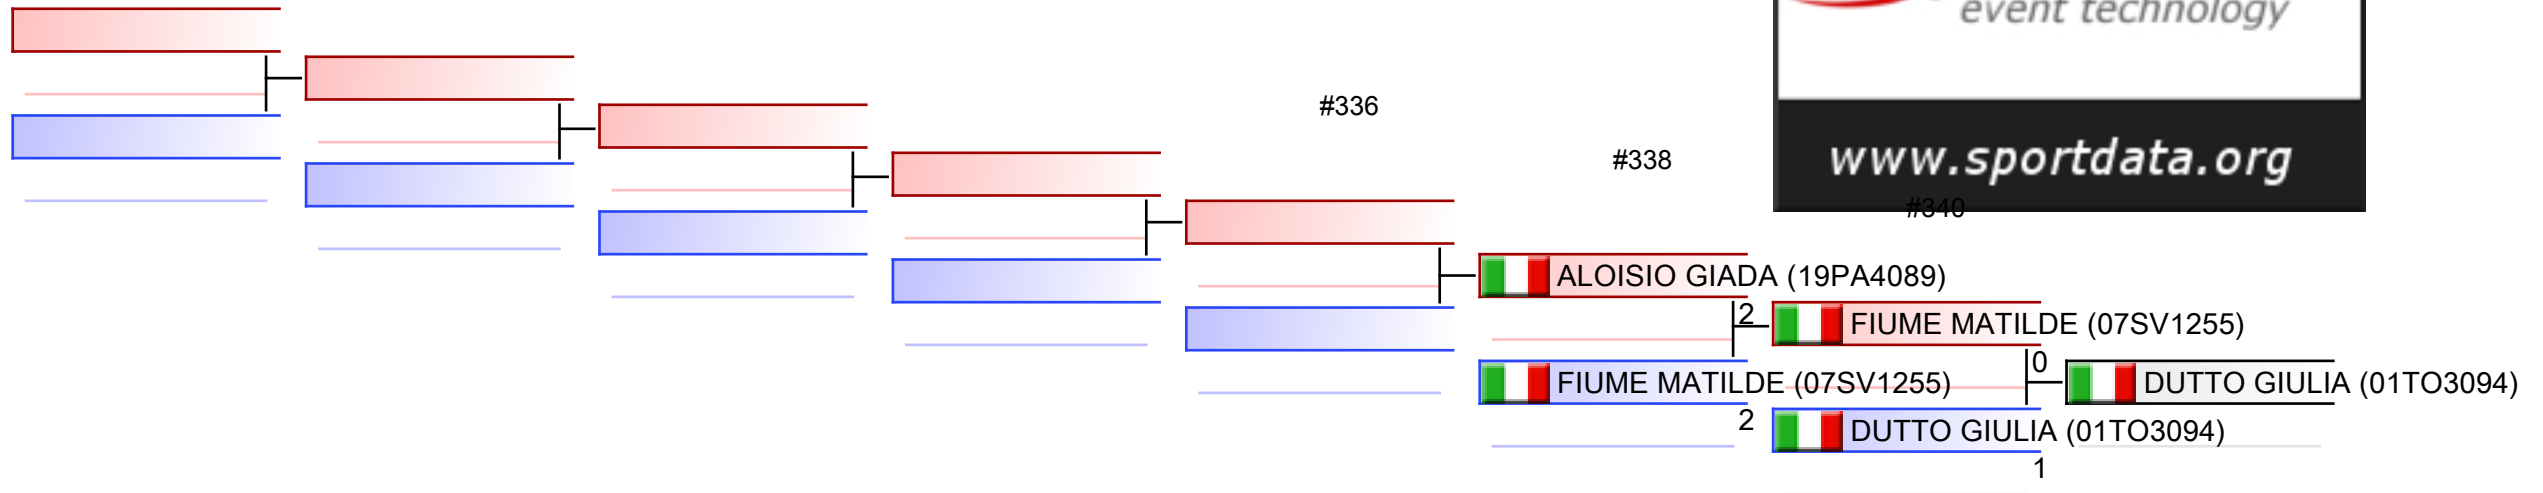 event technology
#336
#338
www.sportdata.org
#340
ALOISIO GIADA (19PA4089)
2
FIUME MATILDE (07SV1255)
0
FIUME MATILDE (07SV1255)
DUTTO GIULIA (01TO3094)
2
DUTTO GIULIA (01TO3094)
1